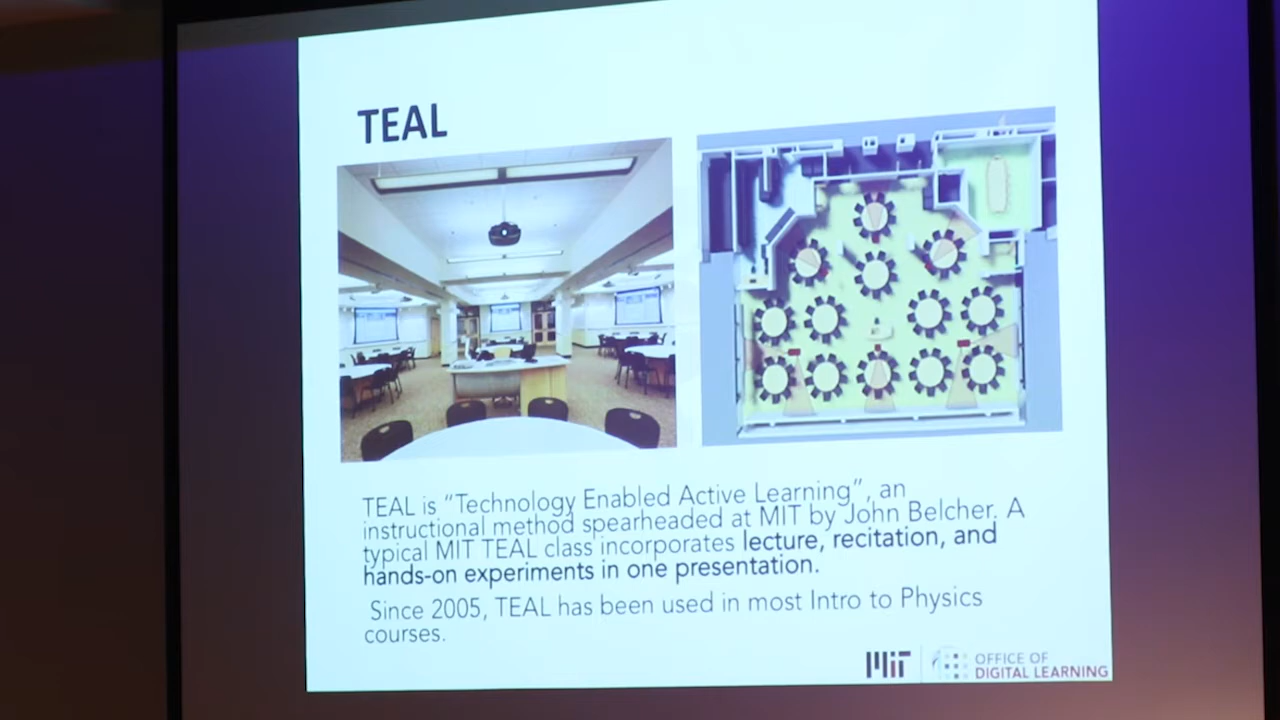 TEAL
TEAL is “Technology Enabled Active Learning”, an
instructional method spearheaded at MIT by John Belcher. A
typical MIT TEAL class incorporates lecture, recitation, and
hands-on experiments in one presentation.
Since 2005, TEAL has been used in most Intro to Physics
courses.
MIT
OFFICE OF
DIGITAL LEARNING